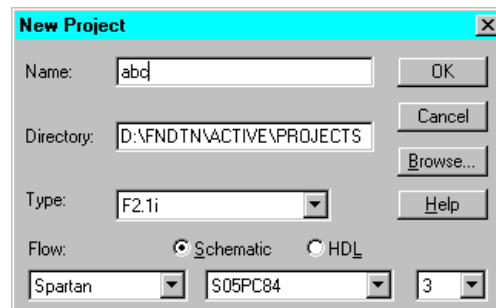 New Project
Name: abc OK
Cancel
Directory: D:\FNDTN\ACTIVE\PROJECTS
Browse...
Type: F2.1i Help
Flow: Schematic HDL
Spartan S05PC84 3